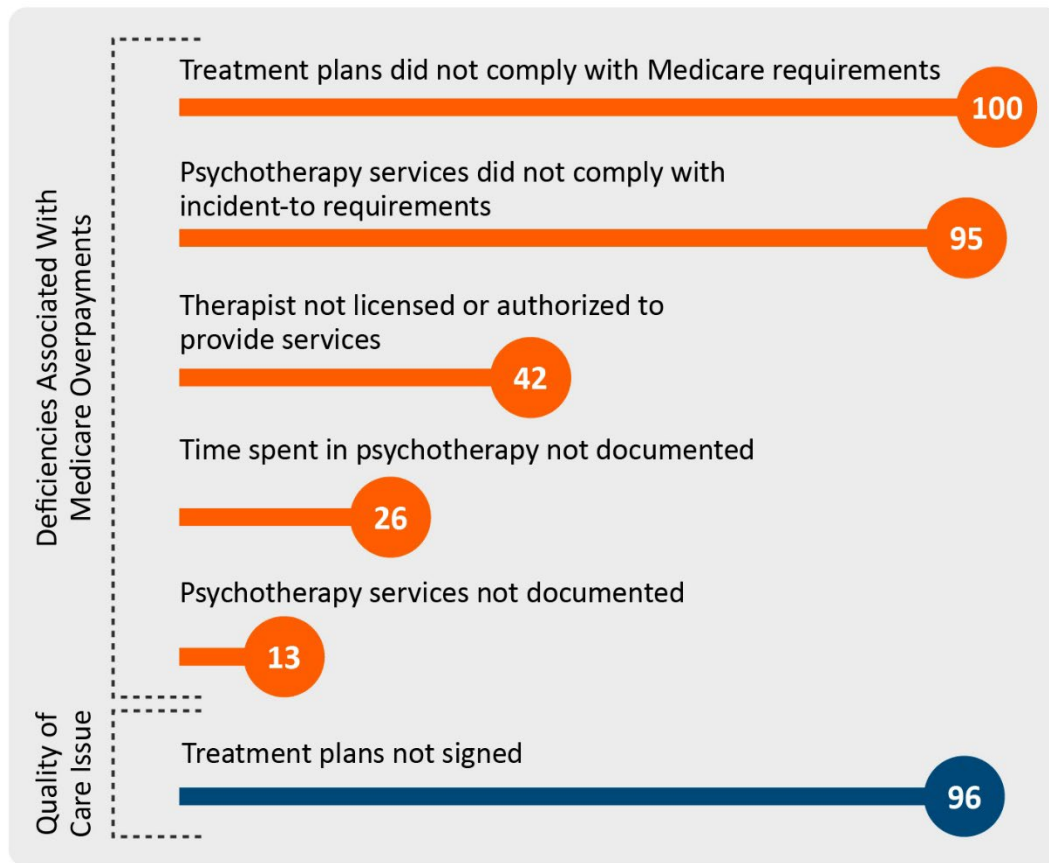 Deficiencies Associated With
Medicare Overpayments
Treatment plans did not comply with Medicare requirements
100
Psychotherapy services did not comply with
incident-to requirements
95
Therapist not licensed or authorized to
provide services
42
Time spent in psychotherapy not documented
26
Psychotherapy services not documented
13
Quality of
Care Issue
Treatment plans not signed
96